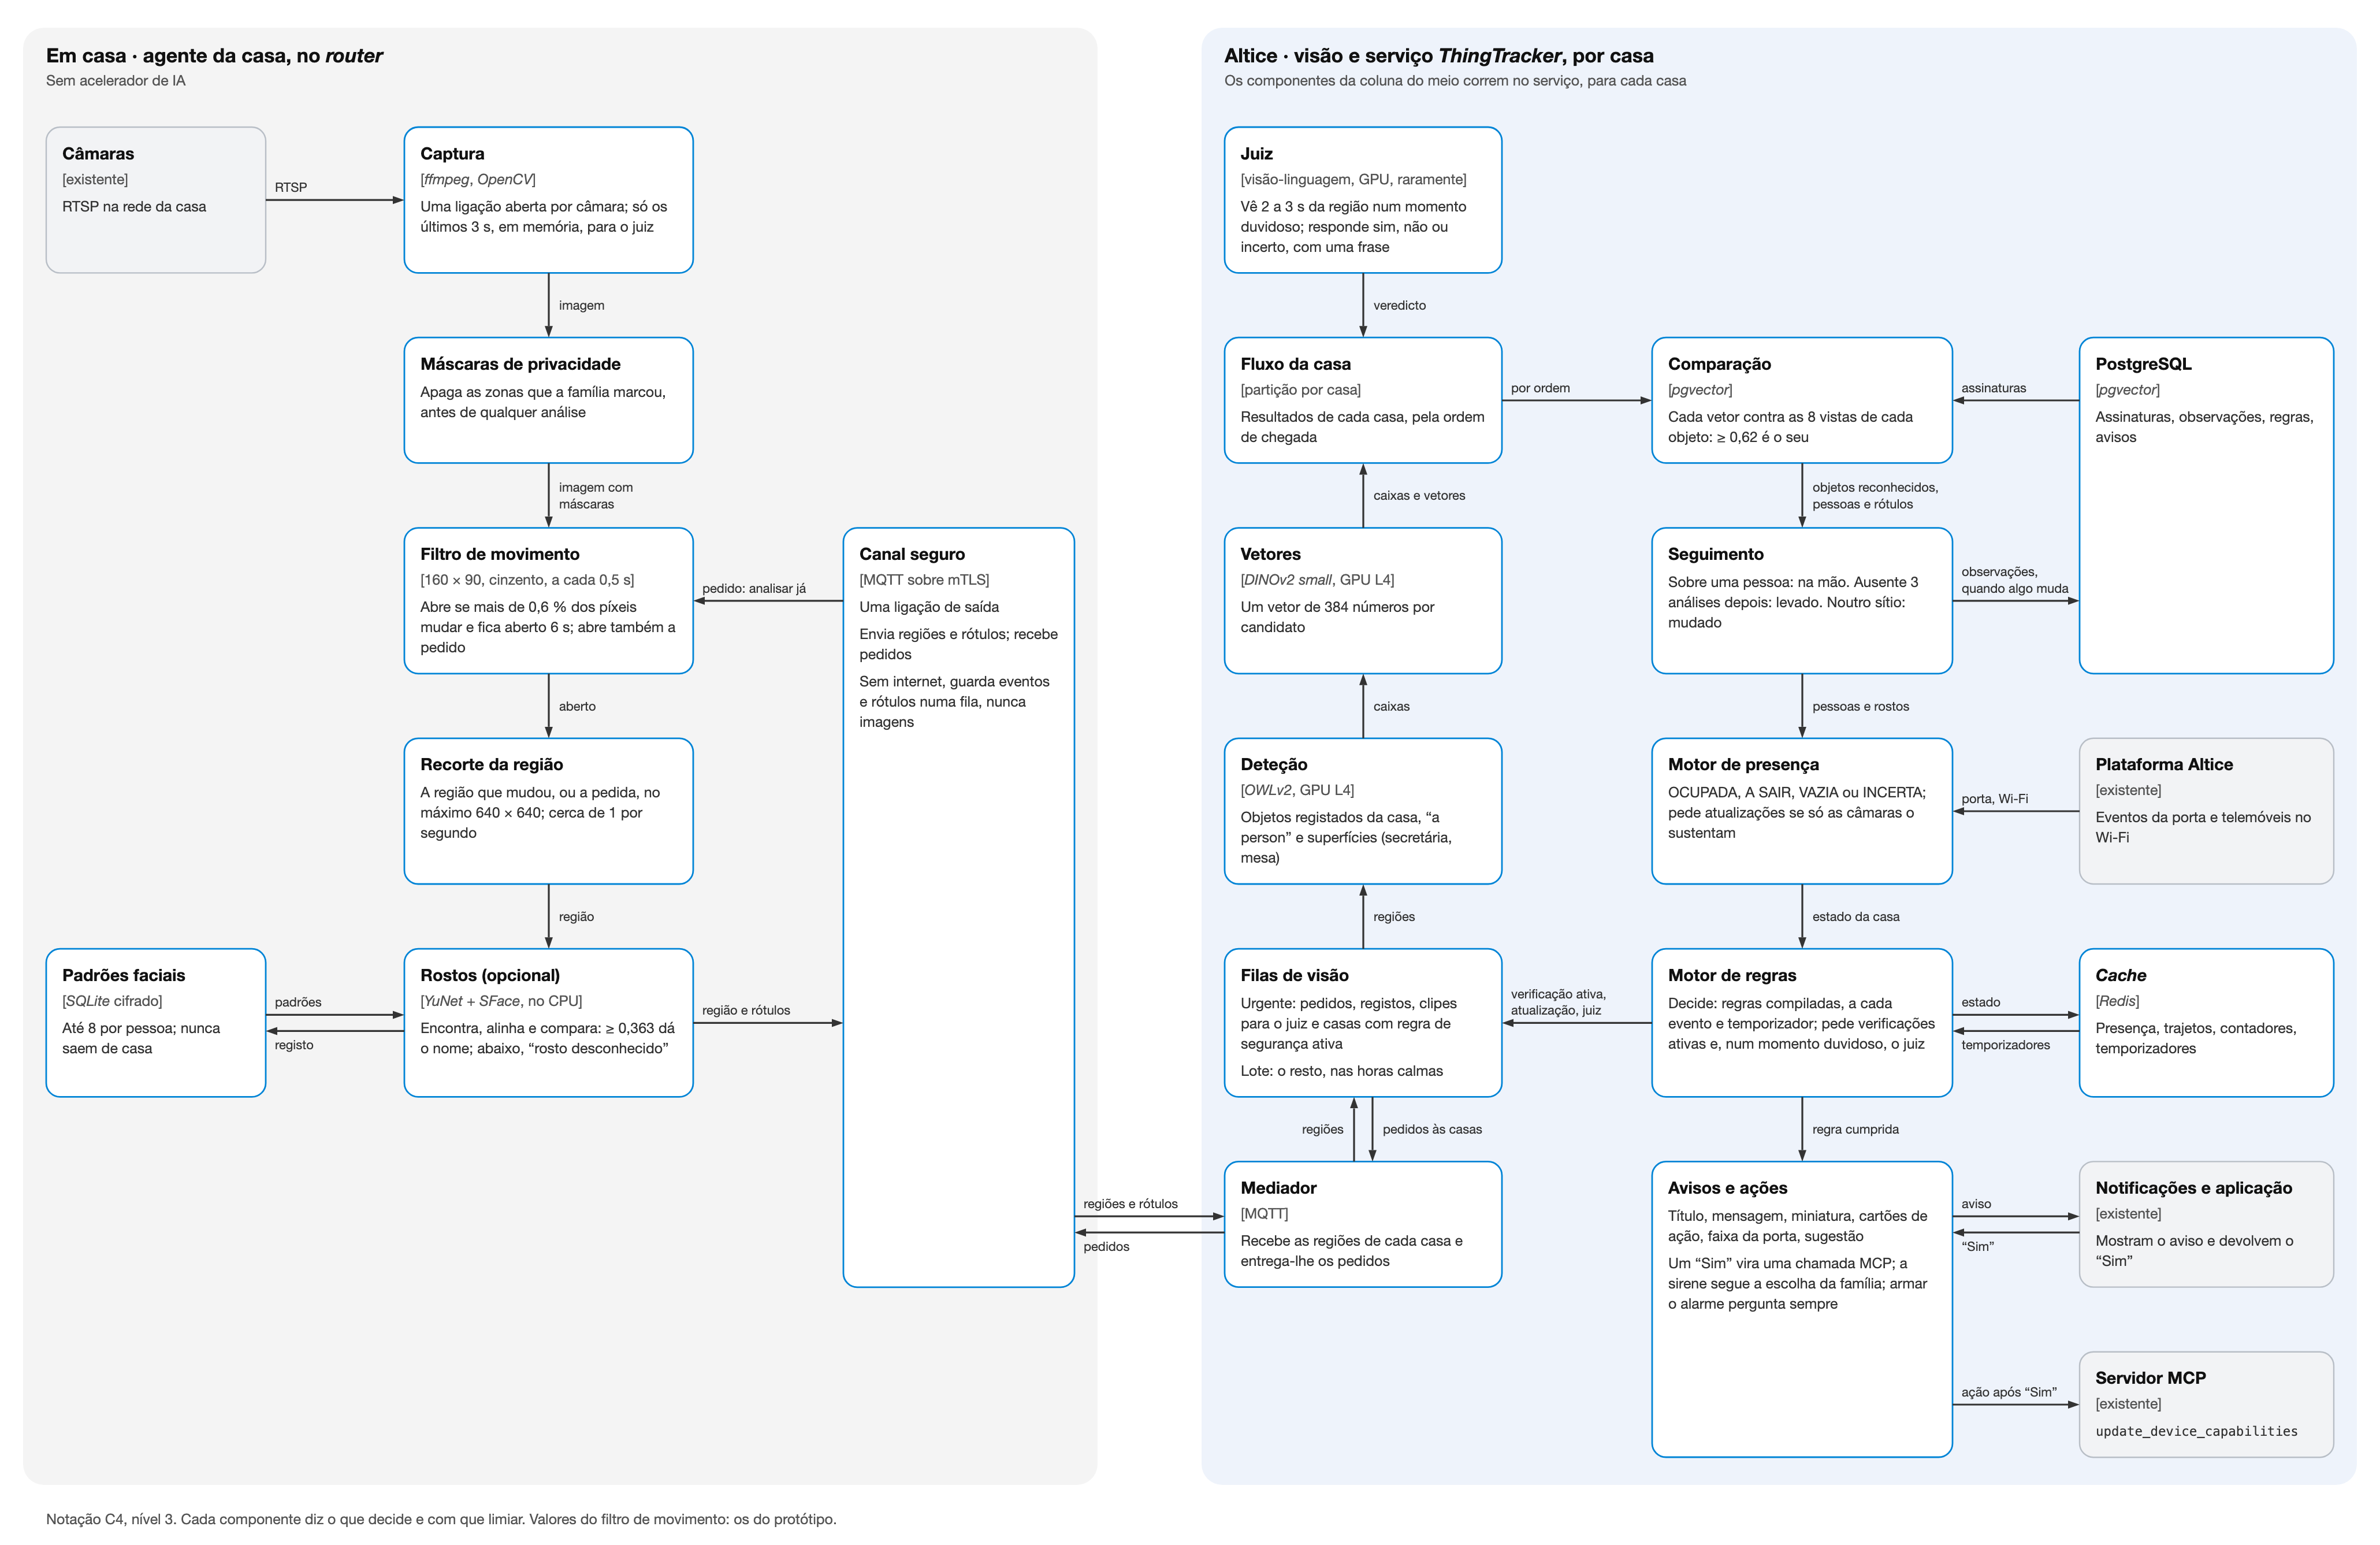 Em casa · agente da casa, no router
Sem acelerador de IA
Câmaras
[existente]
RTSP na rede da casa
RTSP
Captura
[ffmpeg, OpenCV]
Uma ligação aberta por câmara; só os
últimos 3 s, em memória, para o juiz
imagem
Máscaras de privacidade
Apaga as zonas que a família marcou,
antes de qualquer análise
imagem com
máscaras
Filtro de movimento
[160 × 90, cinzento, a cada 0,5 s]
Abre se mais de 0,6 % dos píxeis
mudar e fica aberto 6 s; abre também a
pedido
pedido: analisar já
aberto
Recorte da região
A região que mudou, ou a pedida, no
máximo 640 × 640; cerca de 1 por
segundo
região
Padrões faciais
[SQLite cifrado]
Até 8 por pessoa; nunca
saem de casa
padrões
registo
Rostos (opcional)
[YuNet + SFace, no CPU]
Encontra, alinha e compara: ≥ 0,363 dá
o nome; abaixo, “rosto desconhecido”
região e rótulos
Canal seguro
[MQTT sobre mTLS]
Uma ligação de saída
Envia regiões e rótulos; recebe
pedidos
Sem internet, guarda eventos
e rótulos numa fila, nunca
imagens
regiões e rótulos
pedidos
Altice · visão e serviço ThingTracker, por casa
Os componentes da coluna do meio correm no serviço, para cada casa
Juiz
[visão-linguagem, GPU, raramente]
Vê 2 a 3 s da região num momento
duvidoso; responde sim, não ou
incerto, com uma frase
veredicto
Fluxo da casa
[partição por casa]
Resultados de cada casa, pela ordem
de chegada
por ordem
caixas e vetores
Vetores
[DINOv2 small, GPU L4]
Um vetor de 384 números por
candidato
caixas
Deteção
[OWLv2, GPU L4]
Objetos registados da casa, “a
person” e superfícies (secretária,
mesa)
regiões
Filas de visão
Urgente: pedidos, registos, clipes
para o juiz e casas com regra de
segurança ativa
Lote: o resto, nas horas calmas
regiões
pedidos às casas
Mediador
[MQTT]
Recebe as regiões de cada casa e
entrega-lhe os pedidos
Comparação
[pgvector]
Cada vetor contra as 8 vistas de cada
objeto: ≥ 0,62 é o seu
assinaturas
PostgreSQL
[pgvector]
Assinaturas, observações, regras,
avisos
objetos reconhecidos,
pessoas e rótulos
Seguimento
Sobre uma pessoa: na mão. Ausente 3
análises depois: levado. Noutro sítio:
mudado
observações,
quando algo muda
pessoas e rostos
Motor de presença
OCUPADA, A SAIR, VAZIA ou INCERTA;
pede atualizações se só as câmaras o
sustentam
porta, Wi-Fi
Plataforma Altice
[existente]
Eventos da porta e telemóveis no
Wi-Fi
estado da casa
verificação ativa,
atualização, juiz
Motor de regras
Decide: regras compiladas, a cada
evento e temporizador; pede verificações
ativas e, num momento duvidoso, o juiz
estado
temporizadores
Cache
[Redis]
Presença, trajetos, contadores,
temporizadores
regra cumprida
Avisos e ações
Título, mensagem, miniatura, cartões de
ação, faixa da porta, sugestão
Um “Sim” vira uma chamada MCP; a
sirene segue a escolha da família; armar
o alarme pergunta sempre
aviso
“Sim”
Notificações e aplicação
[existente]
Mostram o aviso e devolvem o
“Sim”
ação após “Sim”
Servidor MCP
[existente]
update_device_capabilities
Notação C4, nível 3. Cada componente diz o que decide e com que limiar. Valores do filtro de movimento: os do protótipo.